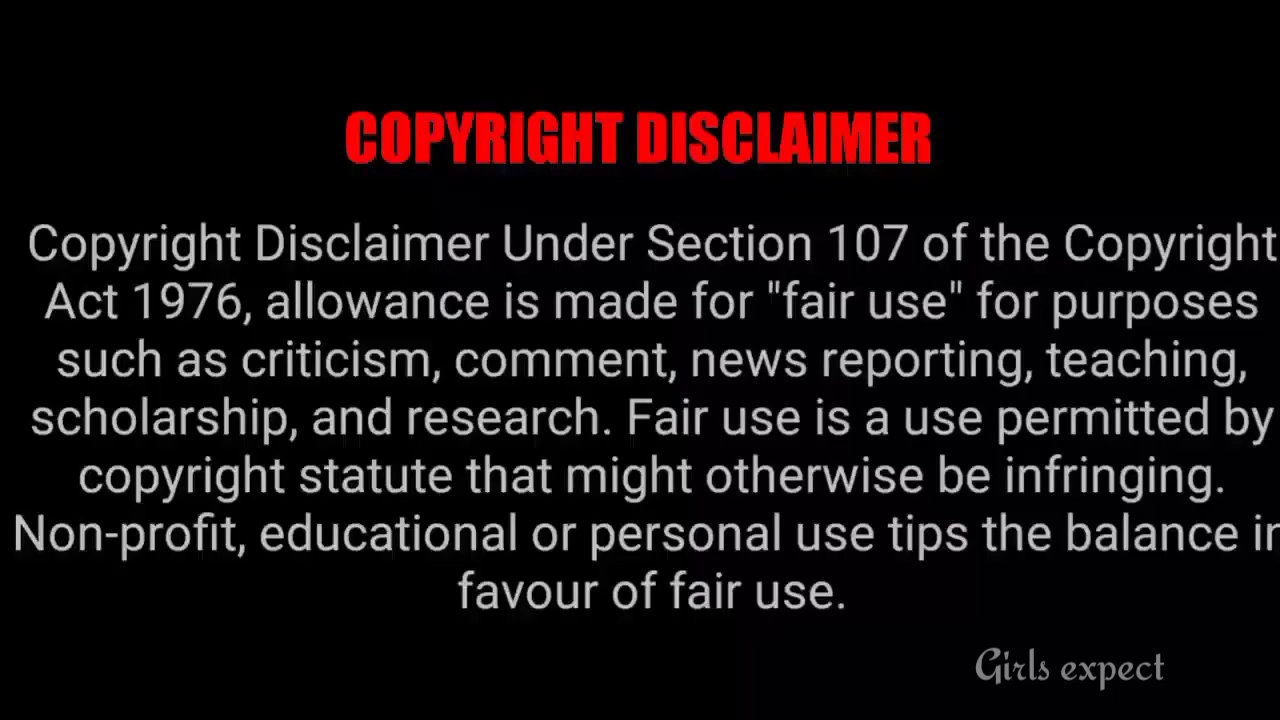 COPYRIGHT DISCLAIMER
Copyright Disclaimer Under Section 107 of the Copyright
Act 1976, allowance is made for "fair use" for purposes
such as criticism, comment, news reporting, teaching,
scholarship, and research. Fair use is a use permitted by
copyright statute that might otherwise be infringing.
Non-profit, educational or personal use tips the balance in
favour of fair use.
Girls expect